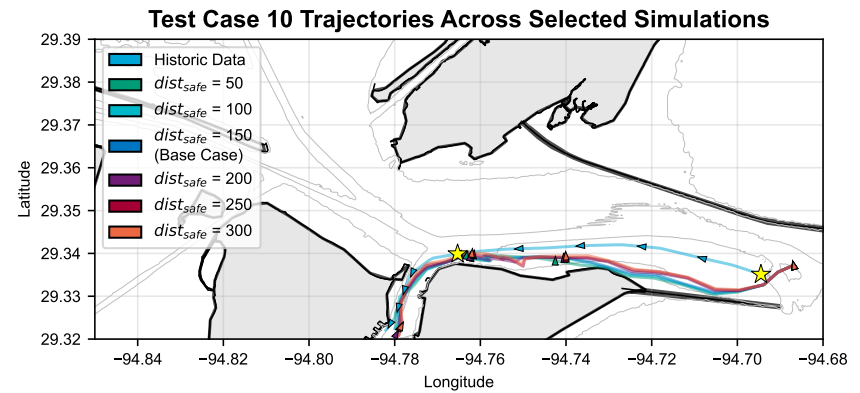 Test Case 10 Trajectories Across Selected Simulations
Latitude
29.39
29.38
29.37
29.36
29.35
29.34
29.33
29.32
Historic Data
dist_safe = 50
dist_safe = 100
dist_safe = 150
(Base Case)
dist_safe = 200
dist_safe = 250
dist_safe = 300
−94.84 −94.82 −94.80 −94.78 −94.76 −94.74 −94.72 −94.70 −94.68
Longitude